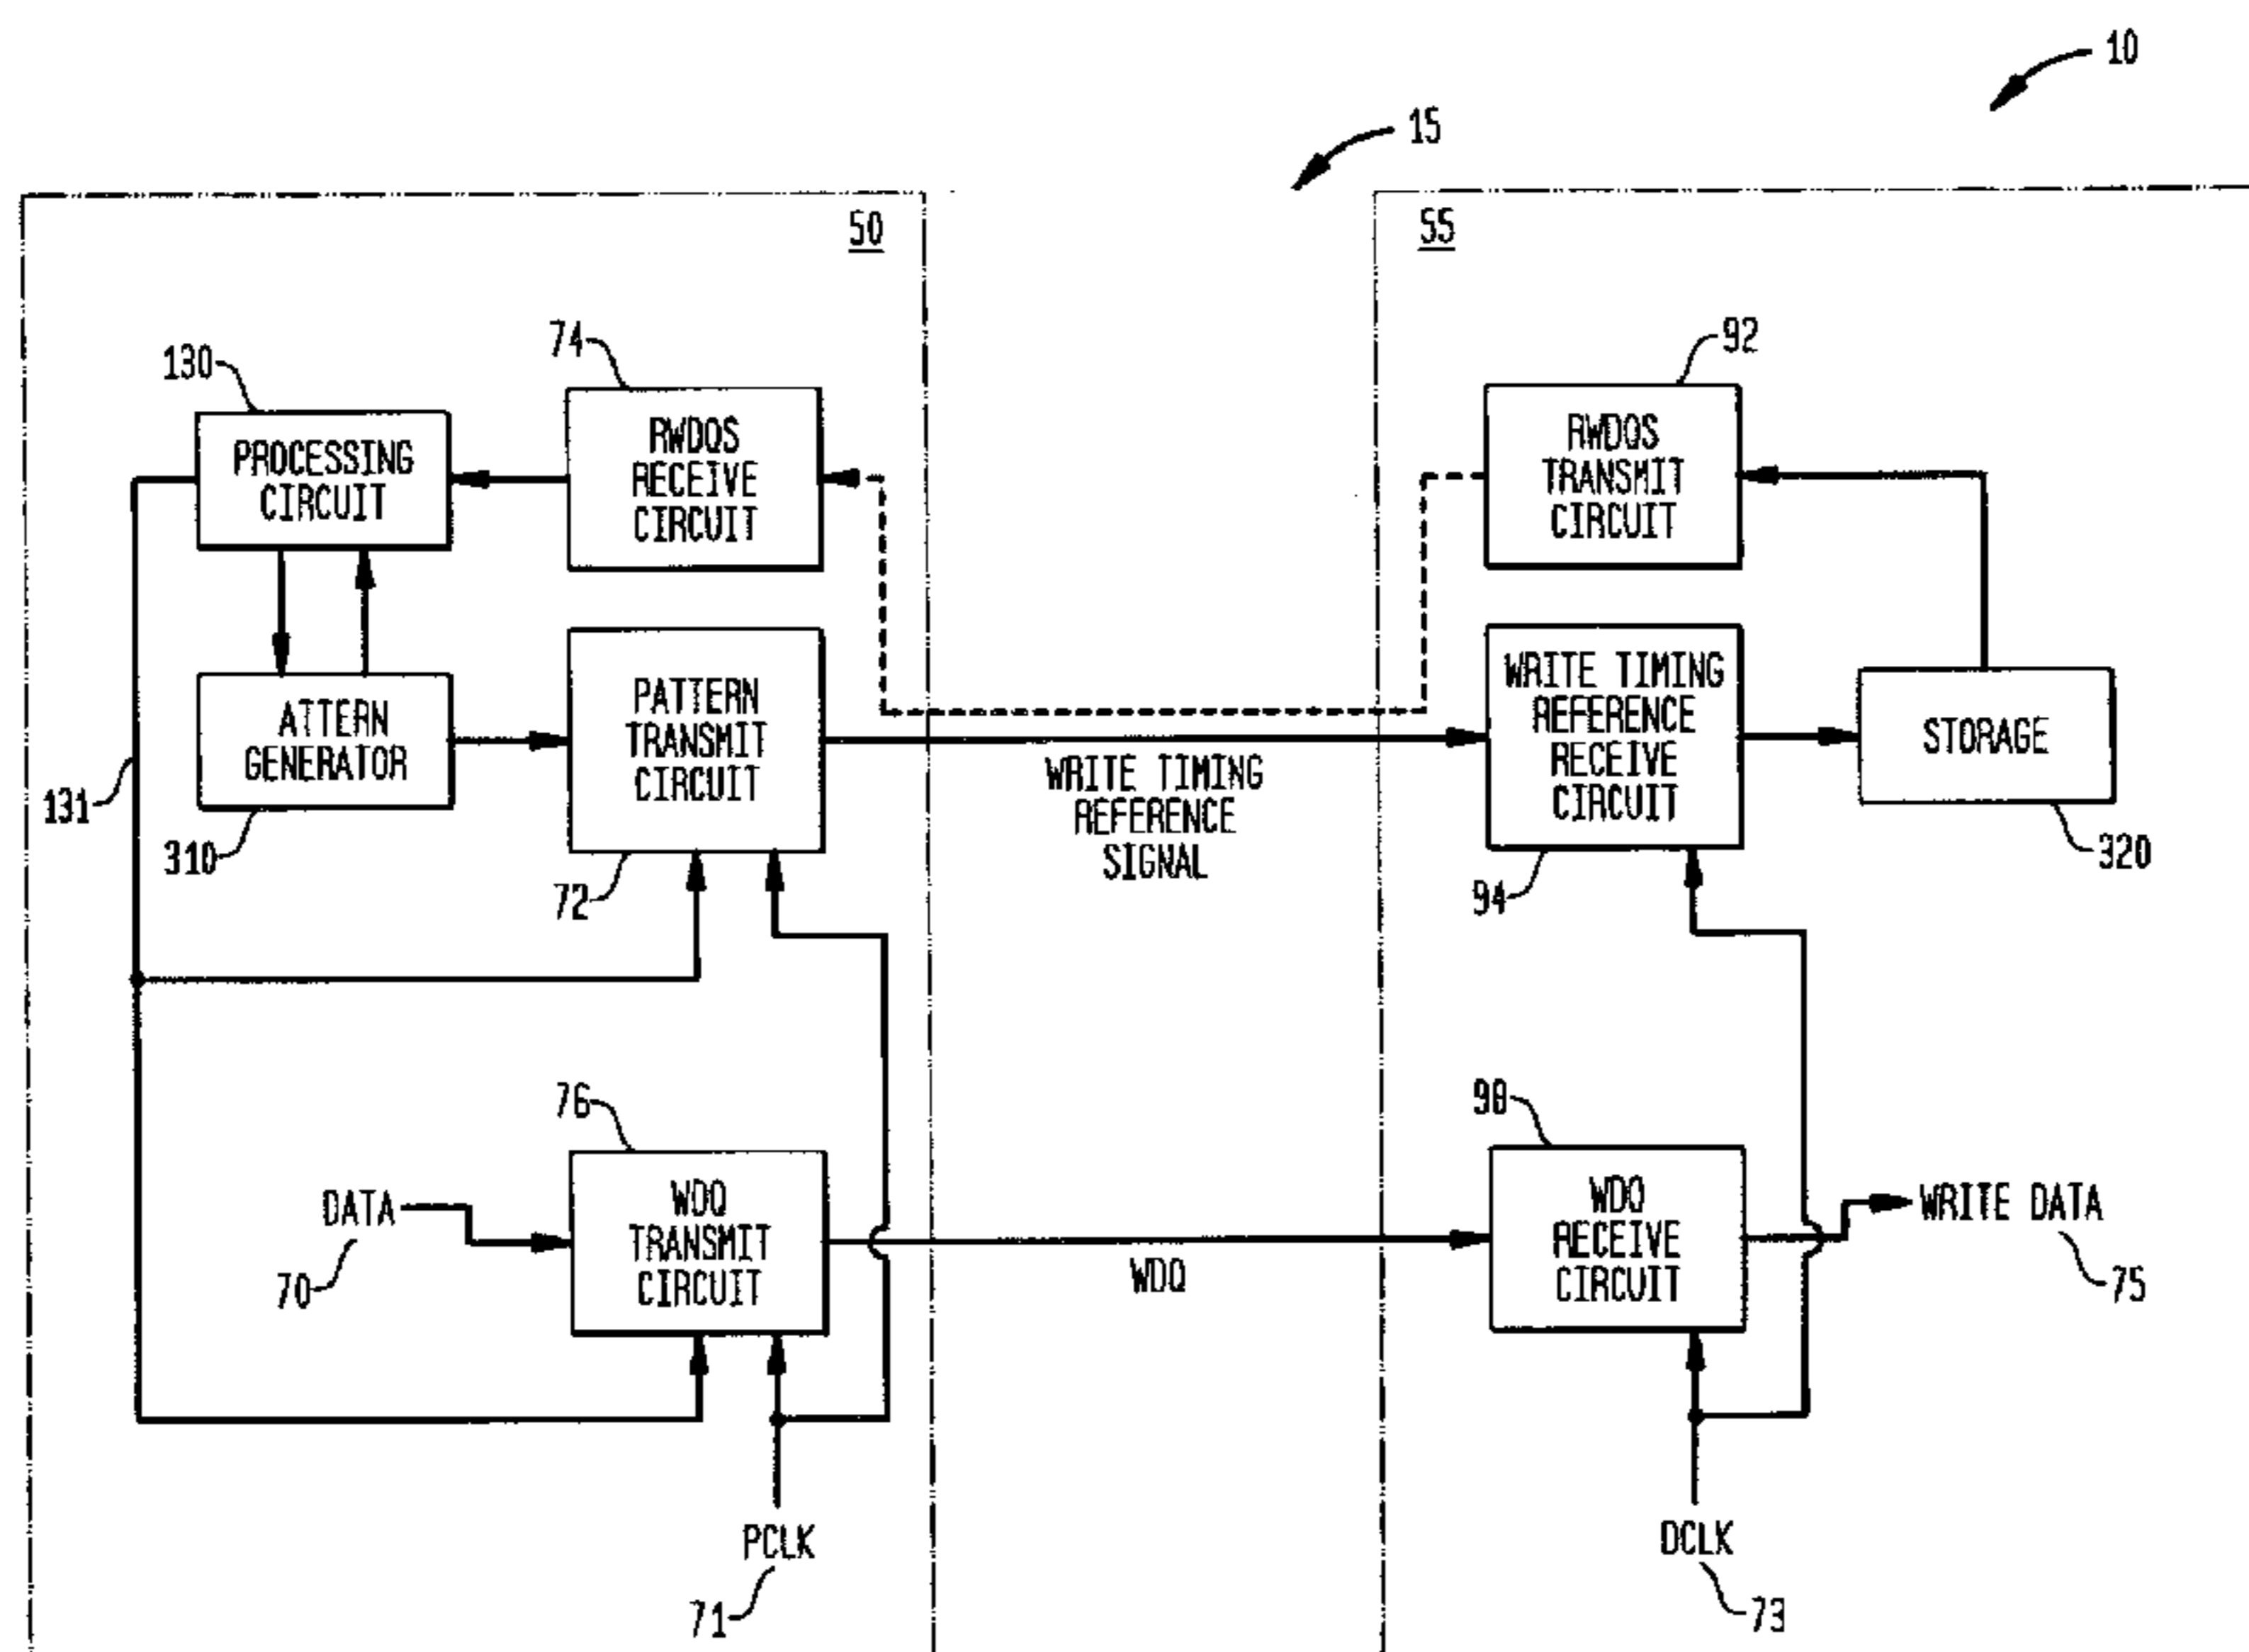 10
15
50
55
74
92
130
RWDQS
RECEIVE
CIRCUIT
RWDQS
TRANSMIT
CIRCUIT
PROCESSING
CIRCUIT
PATTERN
TRANSMIT
CIRCUIT
WRITE TIMING
REFERENCE
RECEIVE
CIRCUIT
ATTERN
GENERATOR
STORAGE
WRITE TIMING
REFERENCE
SIGNAL
131
310
72
94
320
76
98
DATA
70
WDQ
TRANSMIT
CIRCUIT
WDQ
WDQ
RECEIVE
CIRCUIT
WRITE DATA
75
PCLK
71
DCLK
73